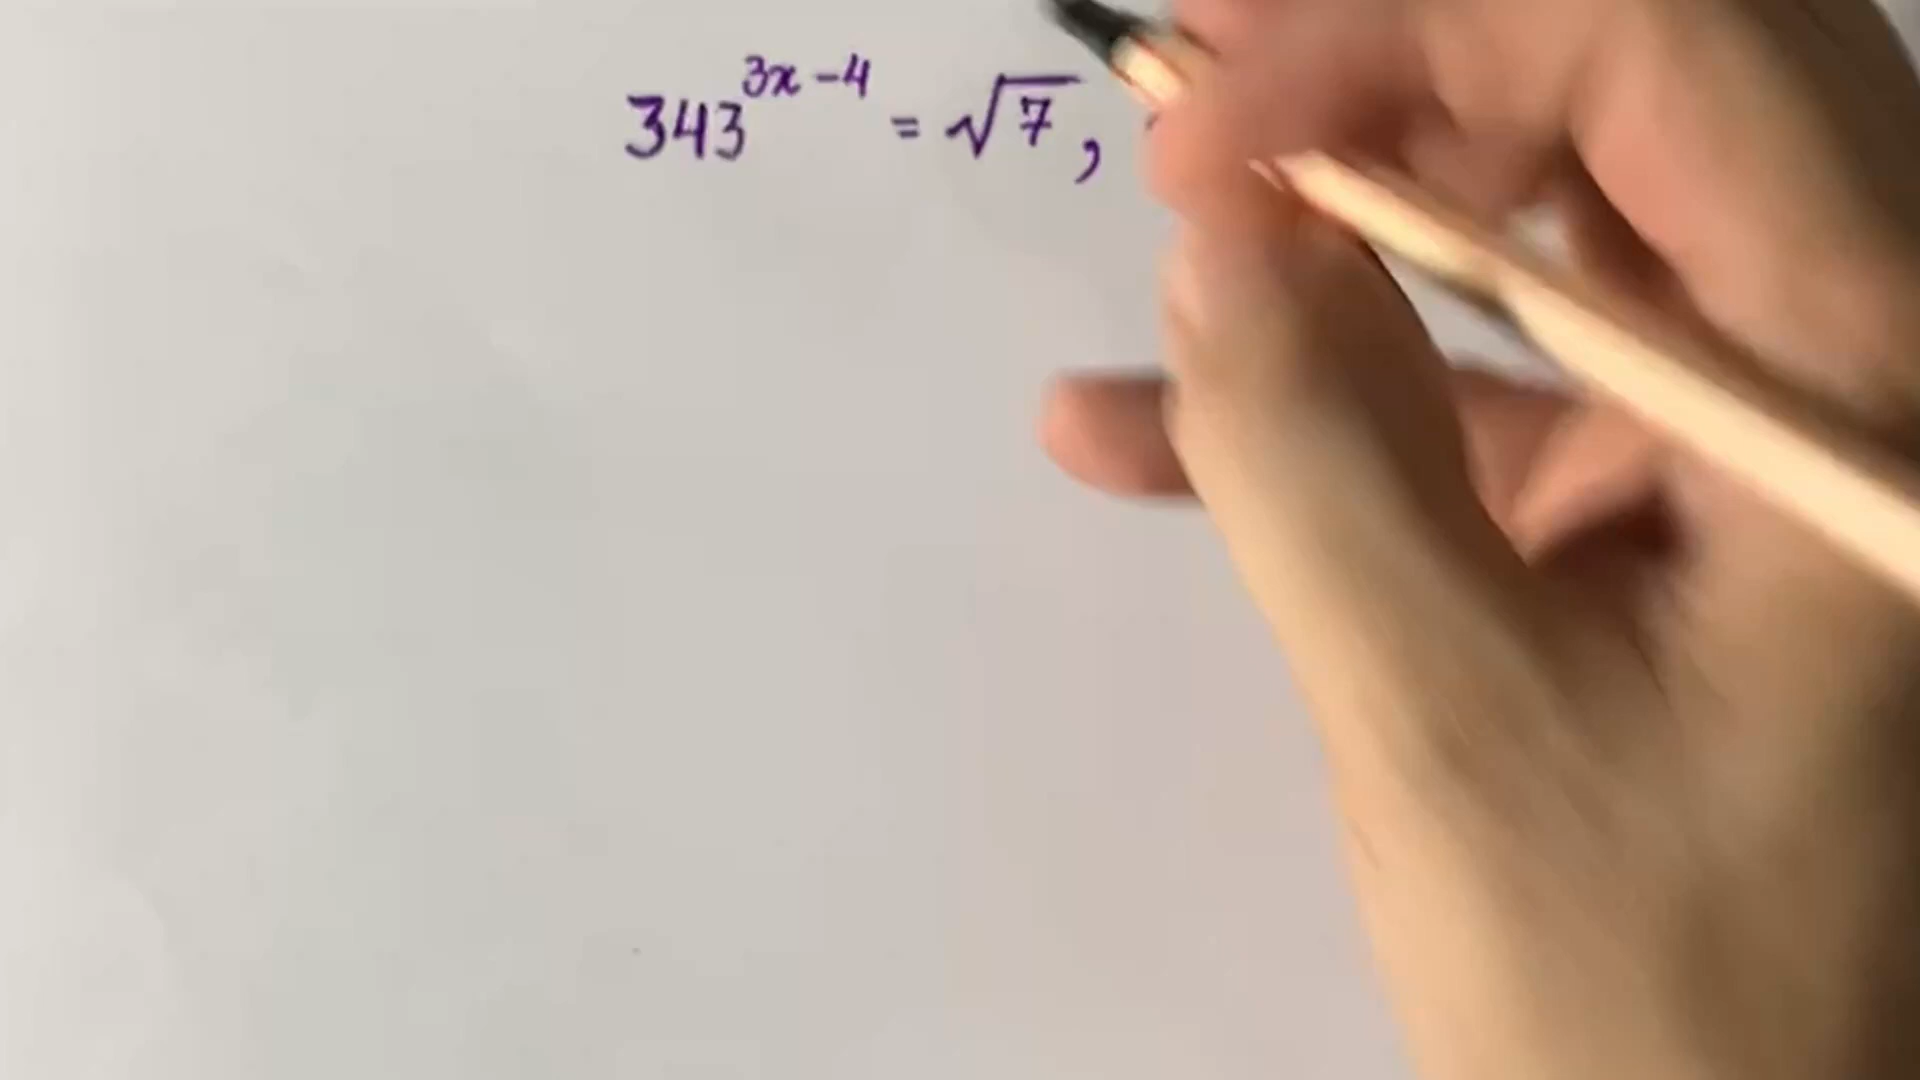 343^{3x-4} = √7,